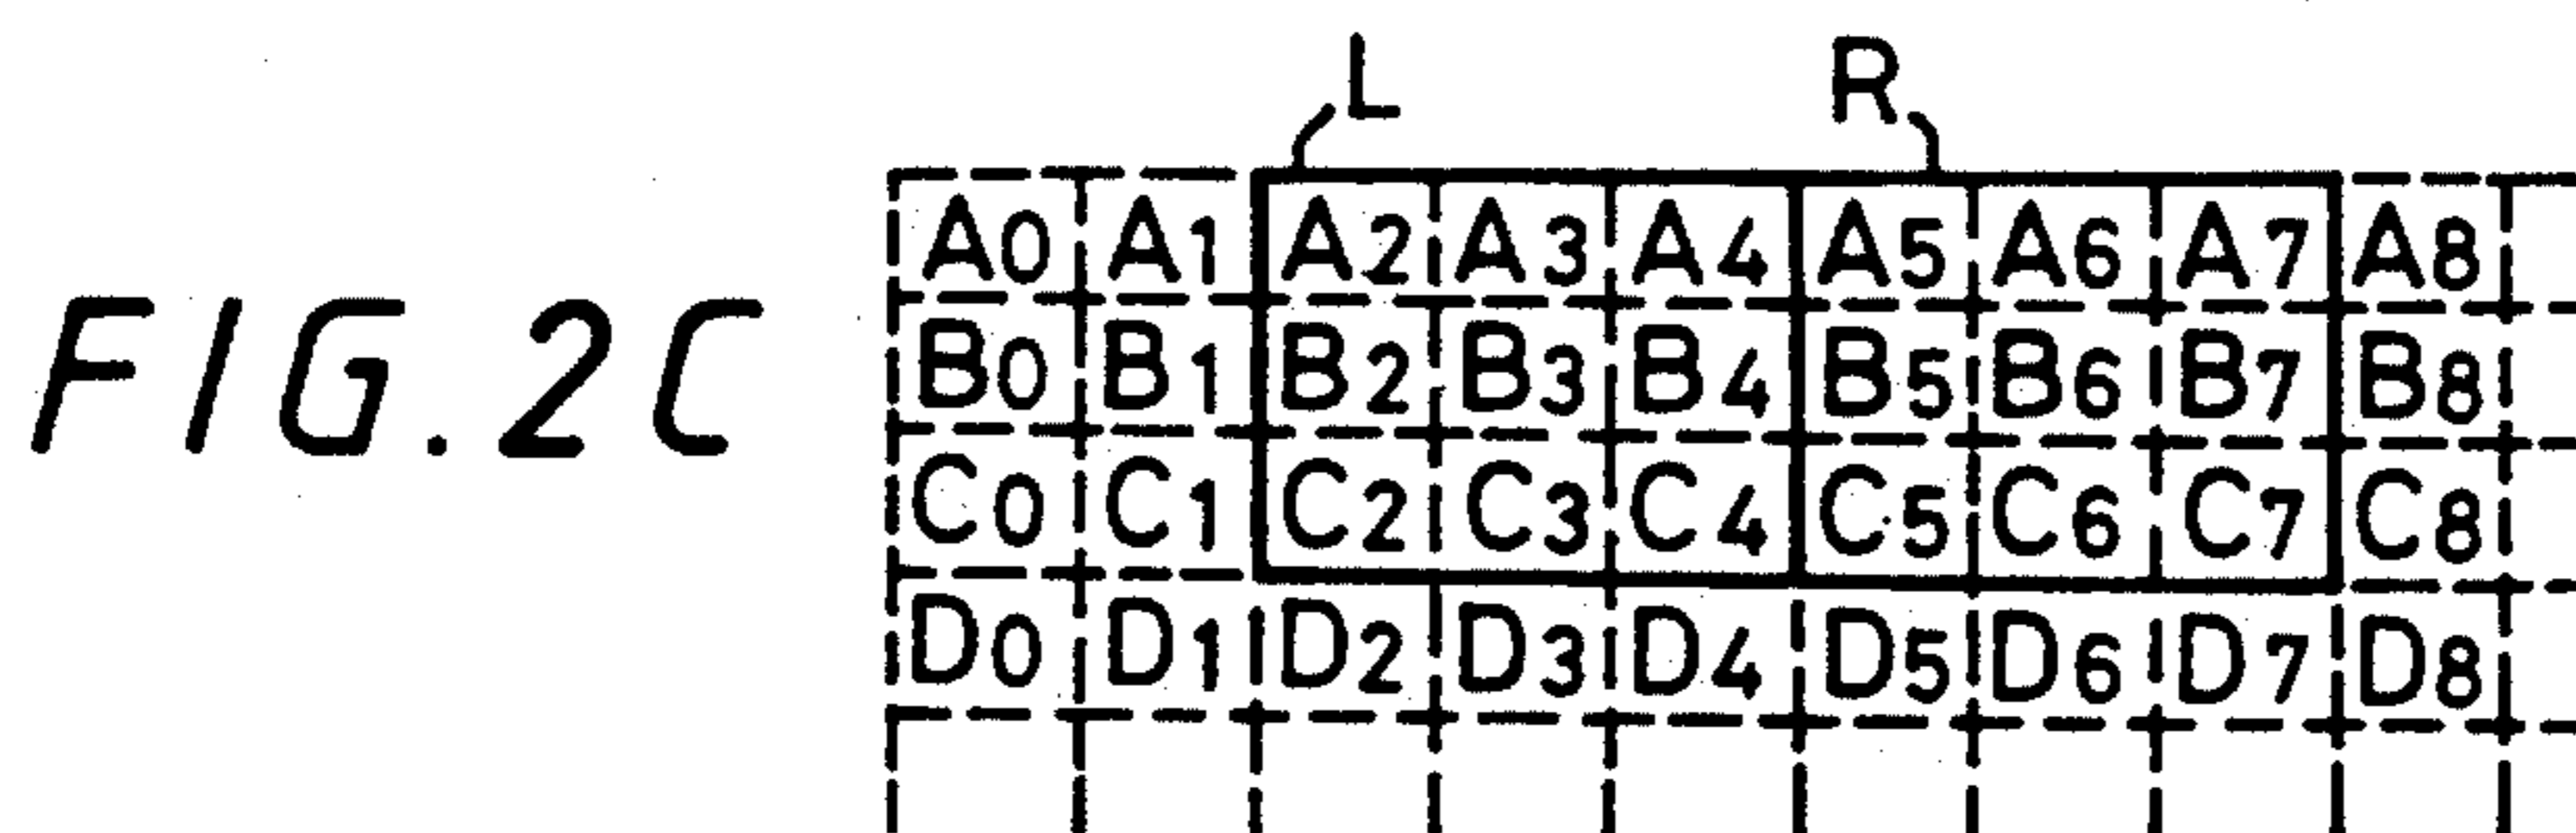 L R
A0 A1 A2 A3 A4 A5 A6 A7 A8
B0 B1 B2 B3 B4 B5 B6 B7 B8
FIG. 2C
C0 C1 C2 C3 C4 C5 C6 C7 C8
D0 D1 D2 D3 D4 D5 D6 D7 D8